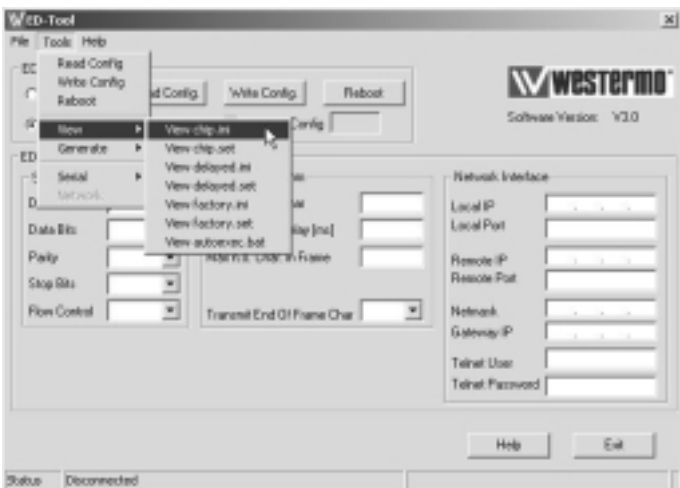 ED-Tool
File Tools Help
Read Config
Write Config
Reboot
View
Generate
Serial
Network
View chip.ini
View chip.set
View delayed.ini
View delayed.set
View factory.ini
View factory.set
View autoexec.bat
Config.
Write Config.
Reboot
Config
westermo
Software Version: V3.0
ED
Data Bits
Parity
Stop Bits
Flow Control
[ms]
Char. In Frame
Transmit End Of Frame Char
Network Interface
Local IP
Local Port
Remote IP
Remote Port
Netmask
Gateway IP
Telnet User
Telnet Password
Help
Exit
Status
Disconnected